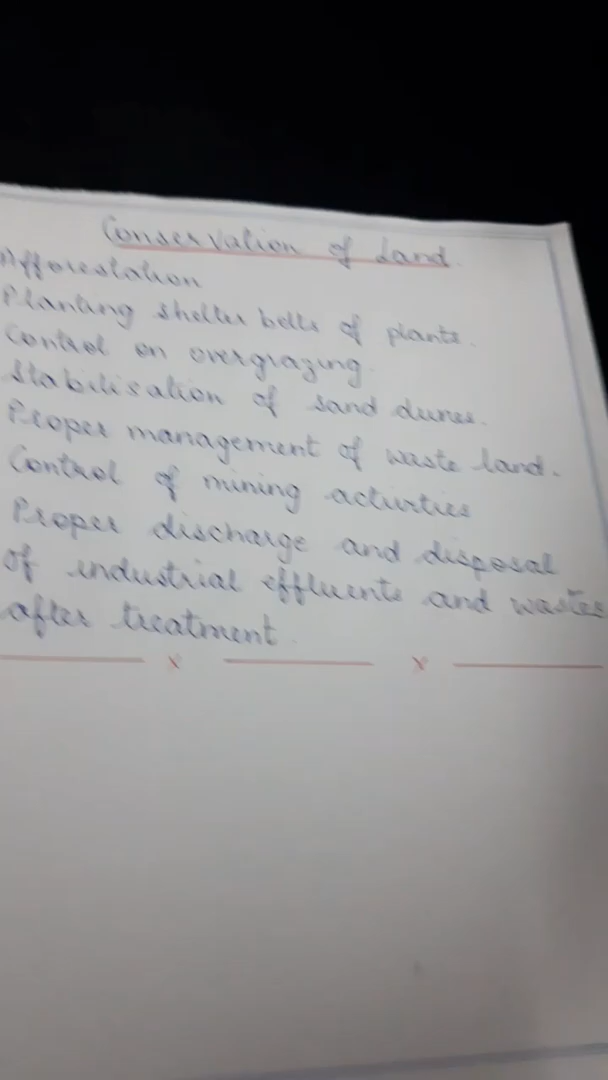 Conservation of Land.
Afforestation
Planting shelter belts of plants.
Control on overgrazing.
Stabilisation of sand dunes.
Proper management of waste land.
Control of mining activities
Proper discharge and disposal
of industrial effluents and wastes
after treatment.
x x